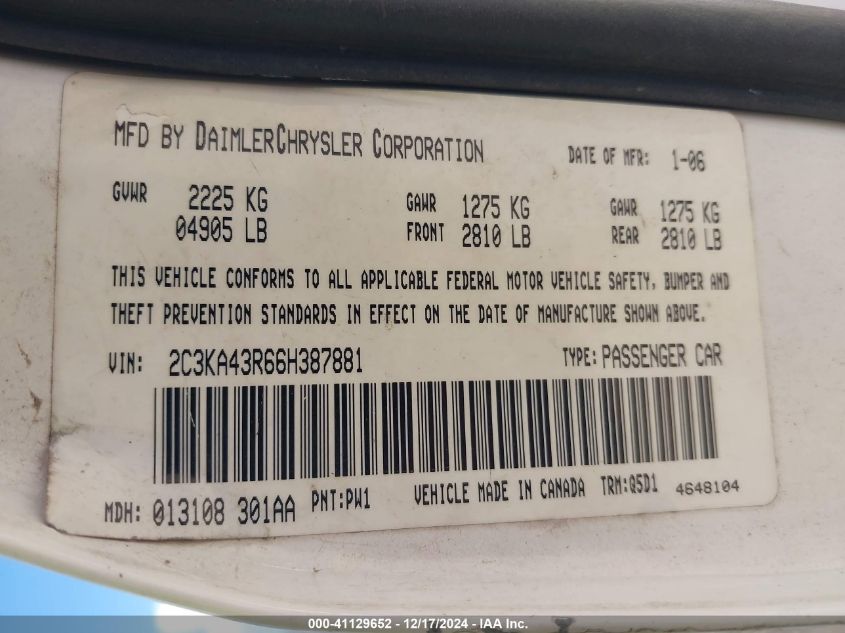 MFD BY DAIMLERCHRYSLER CORPORATION DATE OF MFR: 1-06
GVWR 2225 KG GAWR 1275 KG GAWR 1275 KG
04905 LB FRONT 2810 LB REAR 2810 LB
THIS VEHICLE CONFORMS TO ALL APPLICABLE FEDERAL MOTOR VEHICLE SAFETY, BUMPER AND
THEFT PREVENTION STANDARDS IN EFFECT ON THE DATE OF MANUFACTURE SHOWN ABOVE.
VIN: 2C3KA43R66H387881 TYPE: PASSENGER CAR
MDH: 013108 301AA PNT: PW1 VEHICLE MADE IN CANADA TRM: Q5D1 4648104
000-41129652 - 12/17/2024 - IAA Inc.